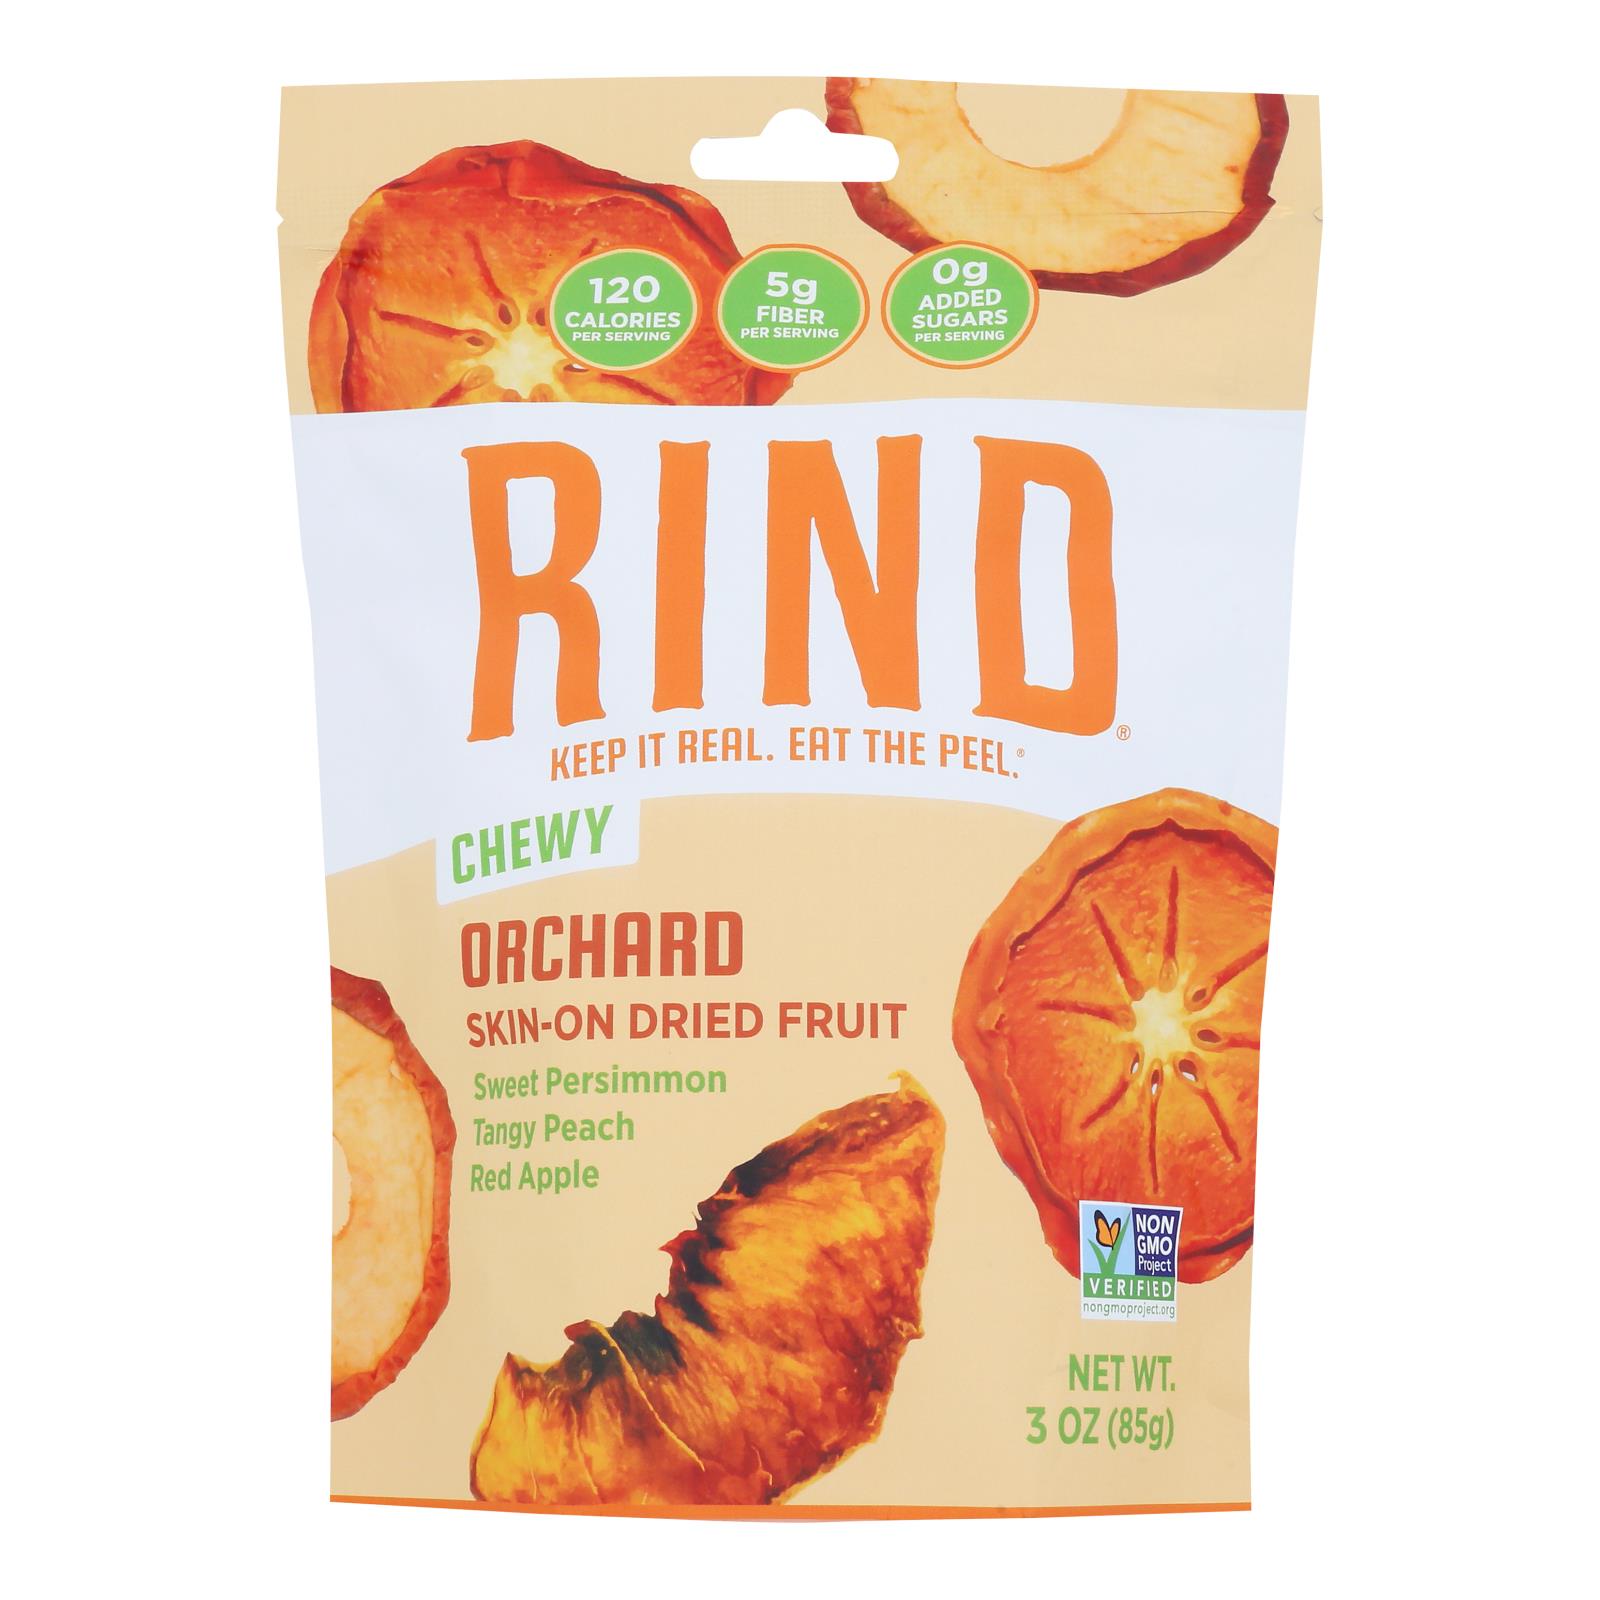 120
CALORIES
PER SERVING
5g
FIBER
PER SERVING
0g
ADDED
SUGARS
PER SERVING
RIND®
KEEP IT REAL. EAT THE PEEL.®
CHEWY
ORCHARD
SKIN-ON DRIED FRUIT
Sweet Persimmon
Tangy Peach
Red Apple
NON
GMO
Project
VERIFIED
nongmoproject.org
NET WT.
3 OZ (85g)